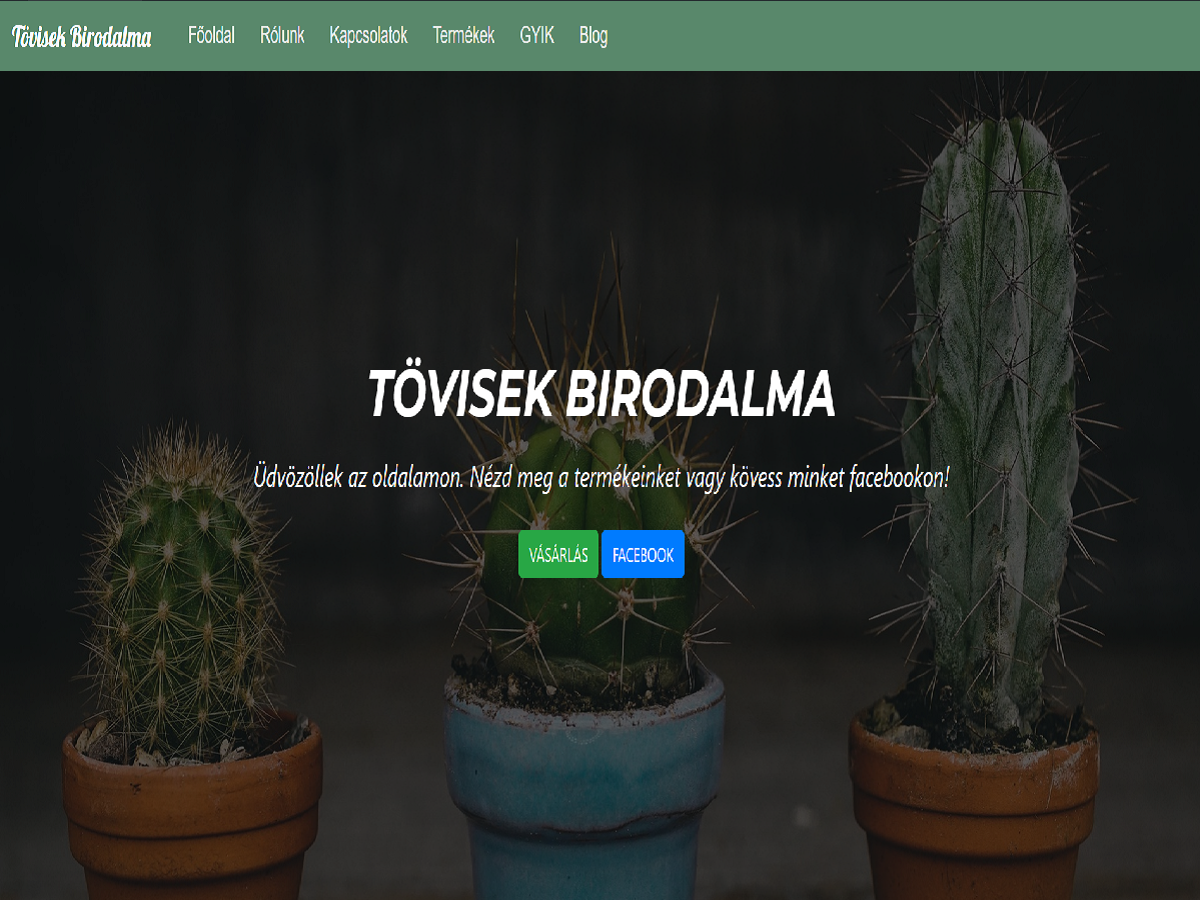 Tövisek Birodalma Főoldal Rólunk Kapcsolatok Termékek GYIK Blog
TÖVISEK BIRODALMA
Üdvözöllek az oldalamon. Nézd meg a termékeinket vagy kövess minket facebookon!
VÁSÁRLÁS FACEBOOK